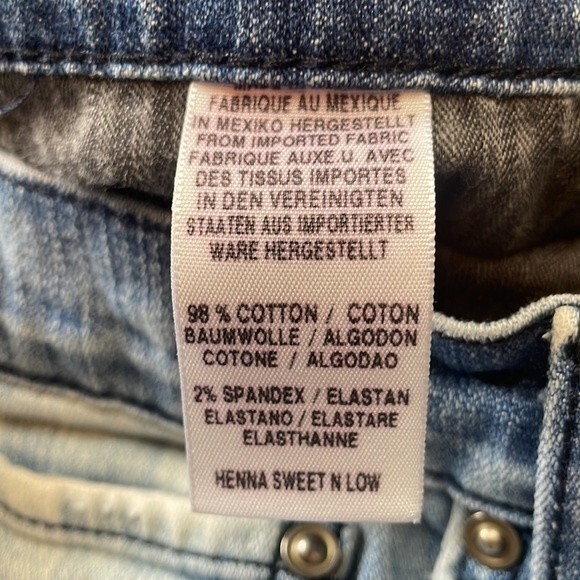 FABRIQUE AU MEXIQUE
IN MEXIKO HERGESTELLT
FROM IMPORTED FABRIC
FABRIQUE AUXE.U. AVEC
DES TISSUS IMPORTES
IN DEN VEREINIGTEN
STAATEN AUS IMPORTIERTER
WARE HERGESTELLT
98 % COTTON / COTON
BAUMWOLLE / ALGODON
COTONE / ALGODAO
2% SPANDEX / ELASTAN
ELASTANO / ELASTARE
ELASTHANNE
HENNA SWEET N LOW